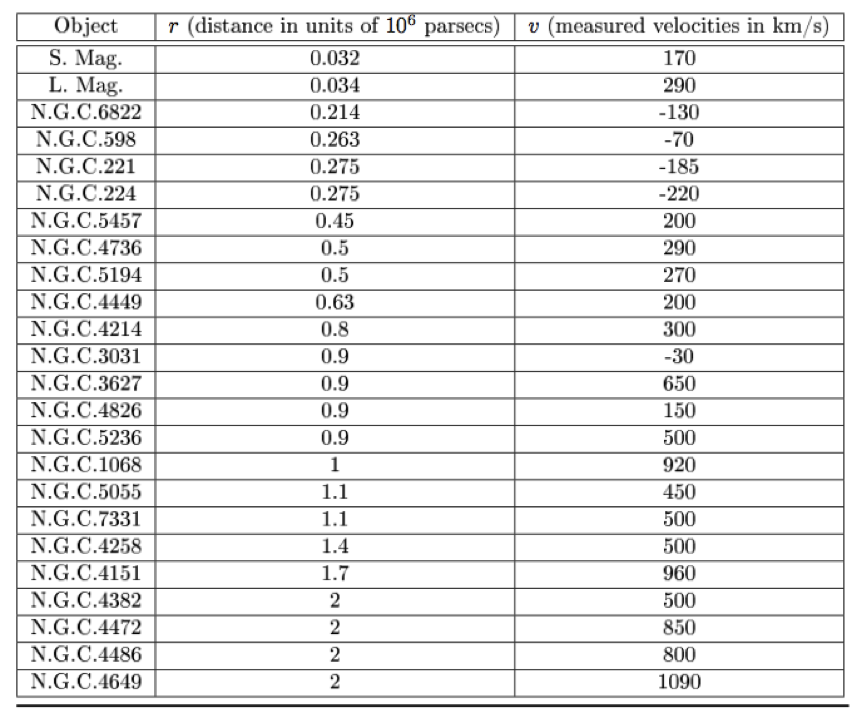 Object r (distance in units of 10⁶ parsecs) v (measured velocities in km/s)
S. Mag. 0.032 170
L. Mag. 0.034 290
N.G.C.6822 0.214 -130
N.G.C.598 0.263 -70
N.G.C.221 0.275 -185
N.G.C.224 0.275 -220
N.G.C.5457 0.45 200
N.G.C.4736 0.5 290
N.G.C.5194 0.5 270
N.G.C.4449 0.63 200
N.G.C.4214 0.8 300
N.G.C.3031 0.9 -30
N.G.C.3627 0.9 650
N.G.C.4826 0.9 150
N.G.C.5236 0.9 500
N.G.C.1068 1 920
N.G.C.5055 1.1 450
N.G.C.7331 1.1 500
N.G.C.4258 1.4 500
N.G.C.4151 1.7 960
N.G.C.4382 2 500
N.G.C.4472 2 850
N.G.C.4486 2 800
N.G.C.4649 2 1090